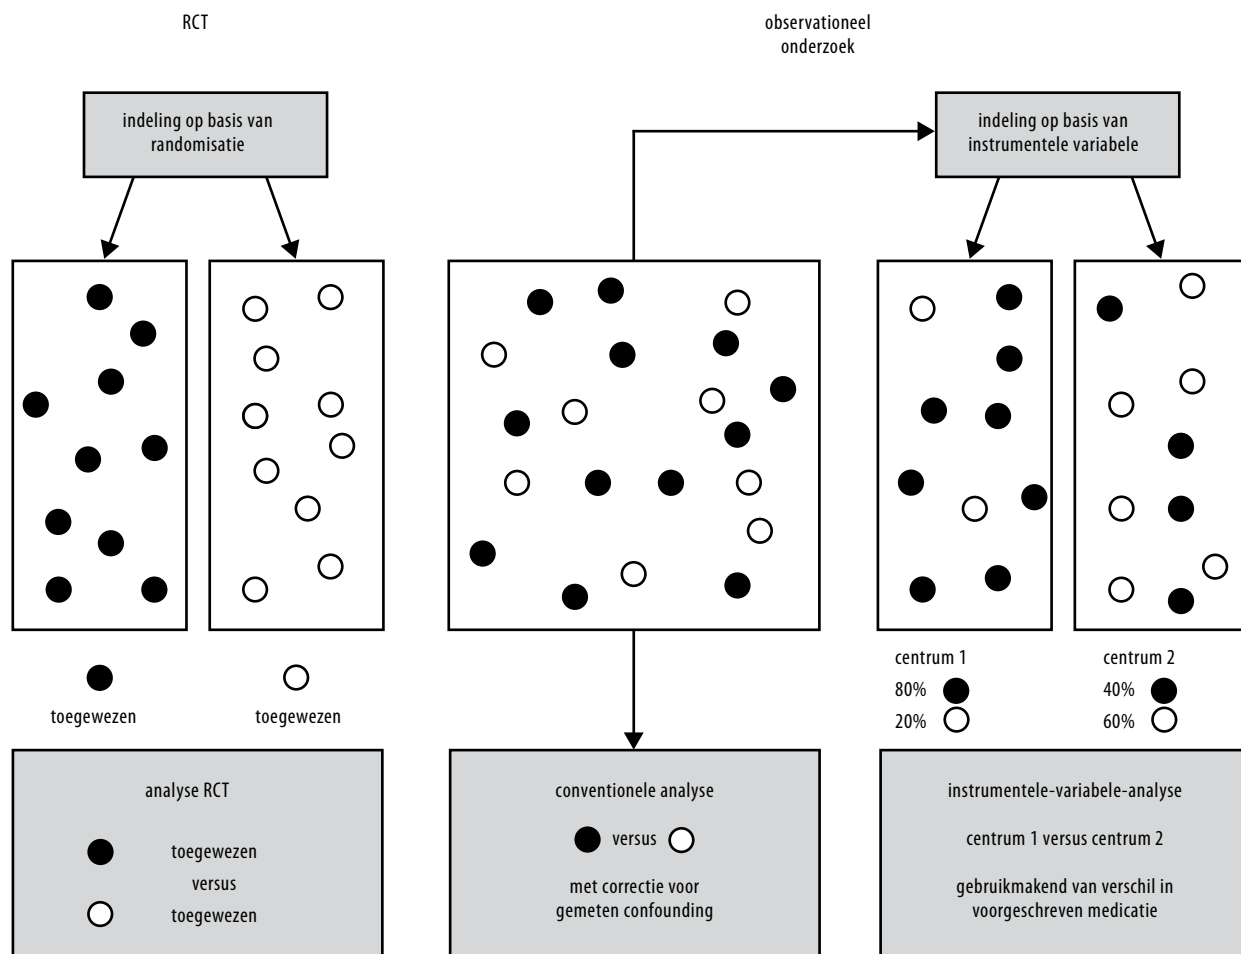 RCT
observationeel
onderzoek
indeling op basis van
randomisatie
indeling op basis van
instrumentele variabele
toegewezen
toegewezen
centrum 1
80%
20%
centrum 2
40%
60%
analyse RCT
toegewezen
versus
toegewezen
conventionele analyse
versus
met correctie voor
gemeten confounding
instrumentele-variabele-analyse
centrum 1 versus centrum 2
gebruikmakend van verschil in
voorgeschreven medicatie